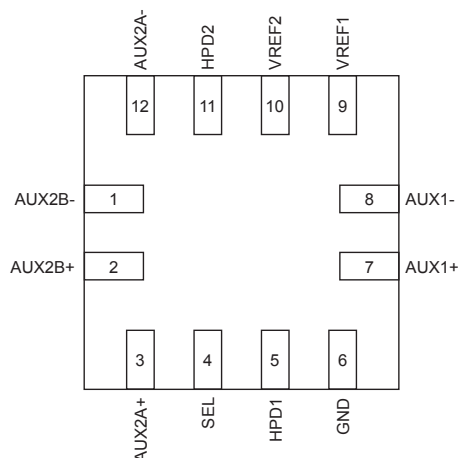 AUX2A-
HPD2
VREF2
VREF1
12
11
10
9
AUX2B-
1
8
AUX1-
AUX2B+
2
7
AUX1+
3
4
5
6
AUX2A+
SEL
HPD1
GND